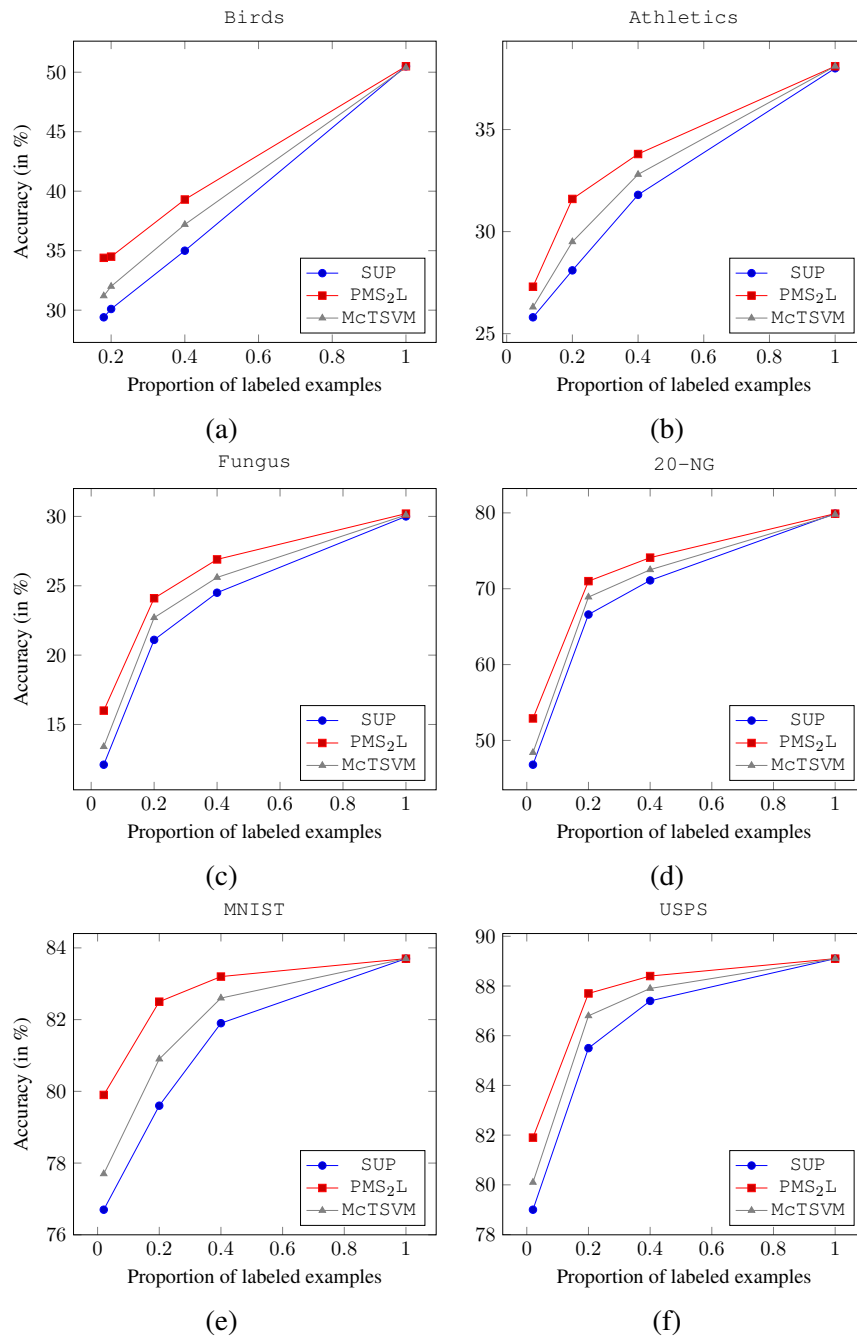 Birds
Accuracy (in %)
50
45
40
35
30
0.2 0.4 0.6 0.8 1
SUP
PMS₂L
McTSVM
Proportion of labeled examples
(a)
Athletics
35
30
25
0 0.2 0.4 0.6 0.8 1
SUP
PMS₂L
McTSVM
Proportion of labeled examples
(b)
Fungus
Accuracy (in %)
30
25
20
15
0 0.2 0.4 0.6 0.8 1
SUP
PMS₂L
McTSVM
Proportion of labeled examples
(c)
20-NG
80
70
60
50
0 0.2 0.4 0.6 0.8 1
SUP
PMS₂L
McTSVM
Proportion of labeled examples
(d)
MNIST
Accuracy (in %)
84
82
80
78
76
0 0.2 0.4 0.6 0.8 1
SUP
PMS₂L
McTSVM
Proportion of labeled examples
(e)
USPS
90
88
86
84
82
80
78
0 0.2 0.4 0.6 0.8 1
SUP
PMS₂L
McTSVM
Proportion of labeled examples
(f)